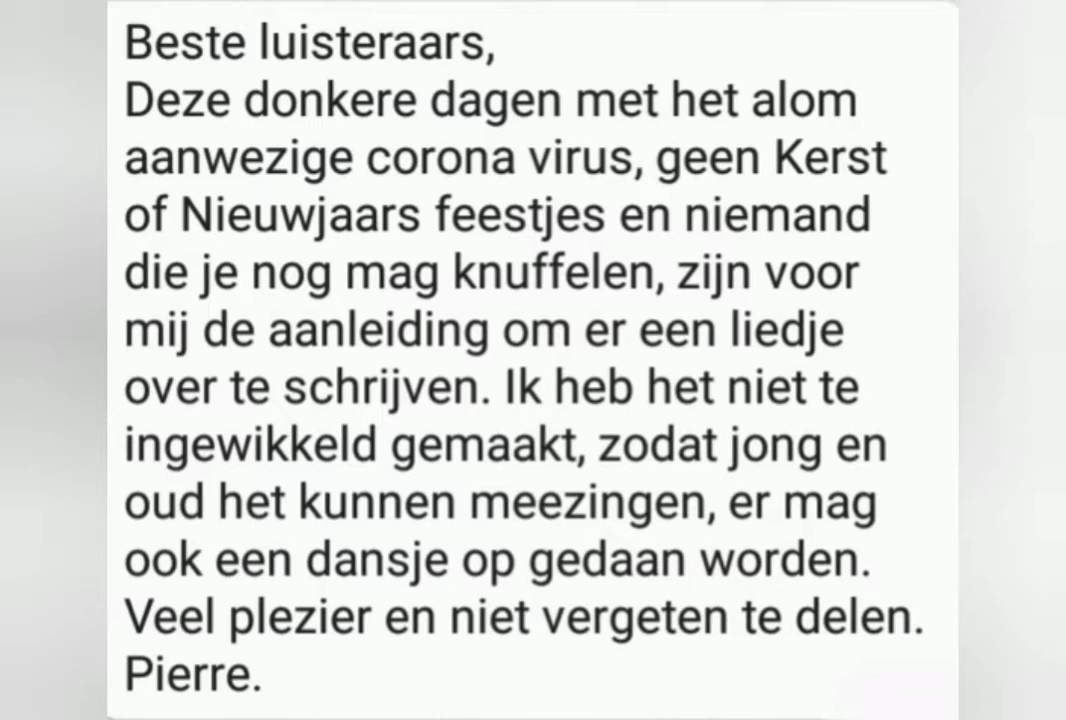 Beste luisteraars,
Deze donkere dagen met het alom
aanwezige corona virus, geen Kerst
of Nieuwjaars feestjes en niemand
die je nog mag knuffelen, zijn voor
mij de aanleiding om er een liedje
over te schrijven. Ik heb het niet te
ingewikkeld gemaakt, zodat jong en
oud het kunnen meezingen, er mag
ook een dansje op gedaan worden.
Veel plezier en niet vergeten te delen.
Pierre.